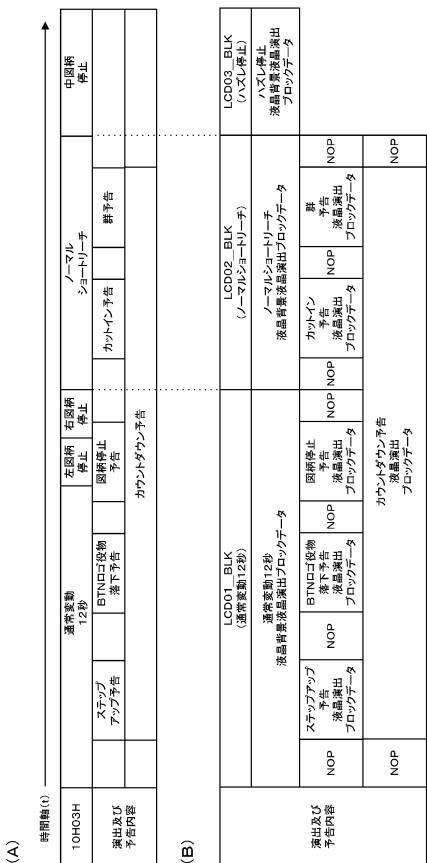 (A)
時間軸(t)
10H03H
通常変動
12秒
左図柄
停止
右図柄
停止
ノーマル
ショートリーチ
中図柄
停止
演出及び
予告内容
ステップ
アップ予告
BTNロゴ役物
落下予告
図柄停止
予告
カットイン予告
群予告
カウントダウン予告
(B)
演出及び
予告内容
LCD01__BLK
(通常変動12秒)
LCD02__BLK
(ノーマルショートリーチ)
LCD03__BLK
(ハズレ停止)
通常変動12秒
液晶背景液晶演出ブロックデータ
ノーマルショートリーチ
液晶背景液晶演出ブロックデータ
ハズレ停止
液晶背景液晶演出
ブロックデータ
NOP
ステップアップ
予告
液晶演出
ブロックデータ
NOP
BTNロゴ役物
落下予告
液晶演出
ブロックデータ
NOP
図柄停止
予告
液晶演出
ブロックデータ
NOP
NOP
カットイン
予告
液晶演出
ブロックデータ
NOP
群
予告
液晶演出
ブロックデータ
NOP
NOP
カウントダウン予告
液晶演出
ブロックデータ
NOP